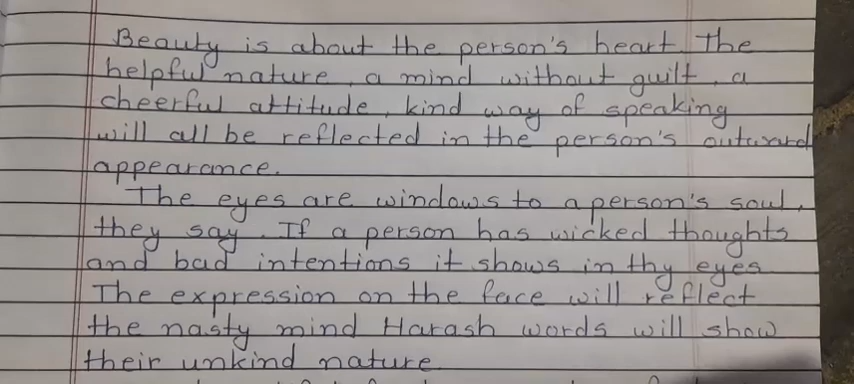 Beauty is about the person's heart. The
helpful nature, a mind without guilt, a
cheerful attitude, kind way of speaking
will all be reflected in the person's outward
appearance.
The eyes are windows to a person's soul,
they say. If a person has wicked thoughts
and bad intentions it shows in thy eyes
The expression on the face will reflect
the nasty mind Harash words will show
their unkind nature.